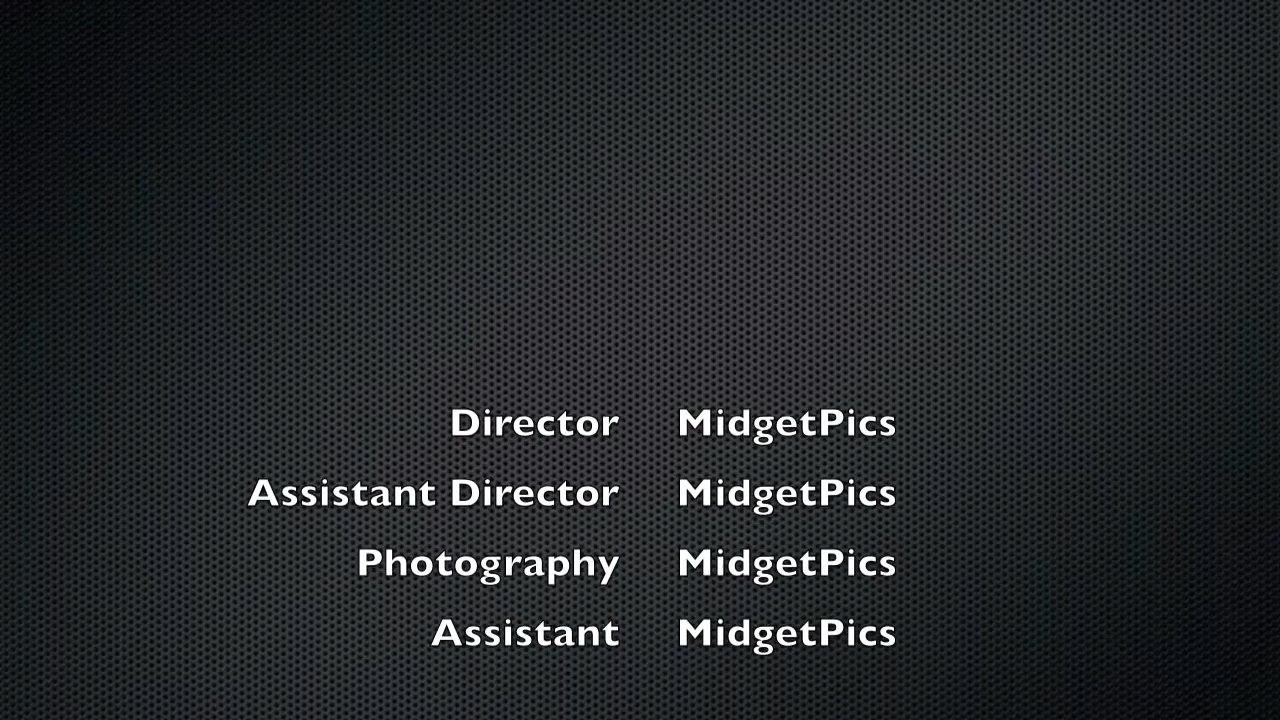 Director MidgetPics
Assistant Director MidgetPics
Photography MidgetPics
Assistant MidgetPics